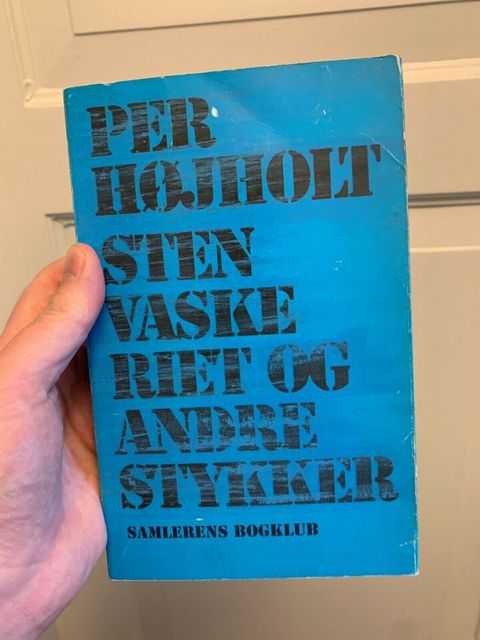 PER
HØJHOLT
STEN
VASKE
RIET OG
ANDRE
STYKKER
SAMLERENS BOGKLUB